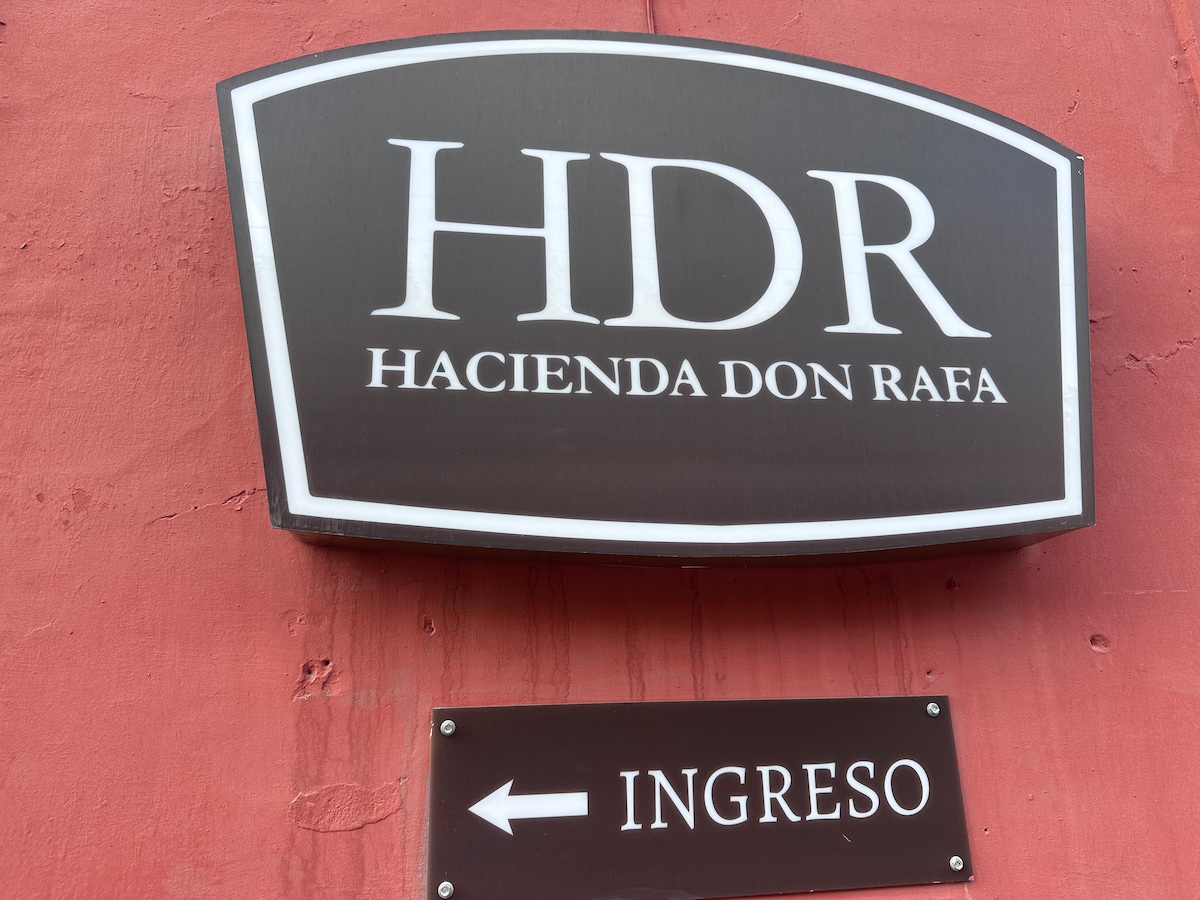 HDR
HACIENDA DON RAFA
← INGRESO